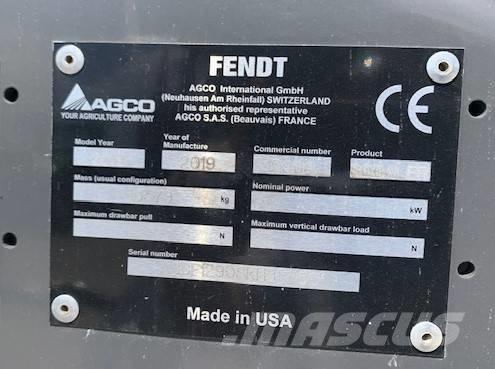 FENDT
AGCO International GmbH
(Neuhausen Am Rheinfall) SWITZERLAND
his authorised representative
AGCO S.A.S. (Beauvais) FRANCE
AGCO
YOUR AGRICULTURE COMPANY
CE
Model Year
Year of
Manufacture
Commercial number
Product
2019
Mass (usual configuration)
Nominal power
kg
kW
Maximum drawbar pull
Maximum vertical drawbar load
N
N
Serial number
Made in USA
MASCUS